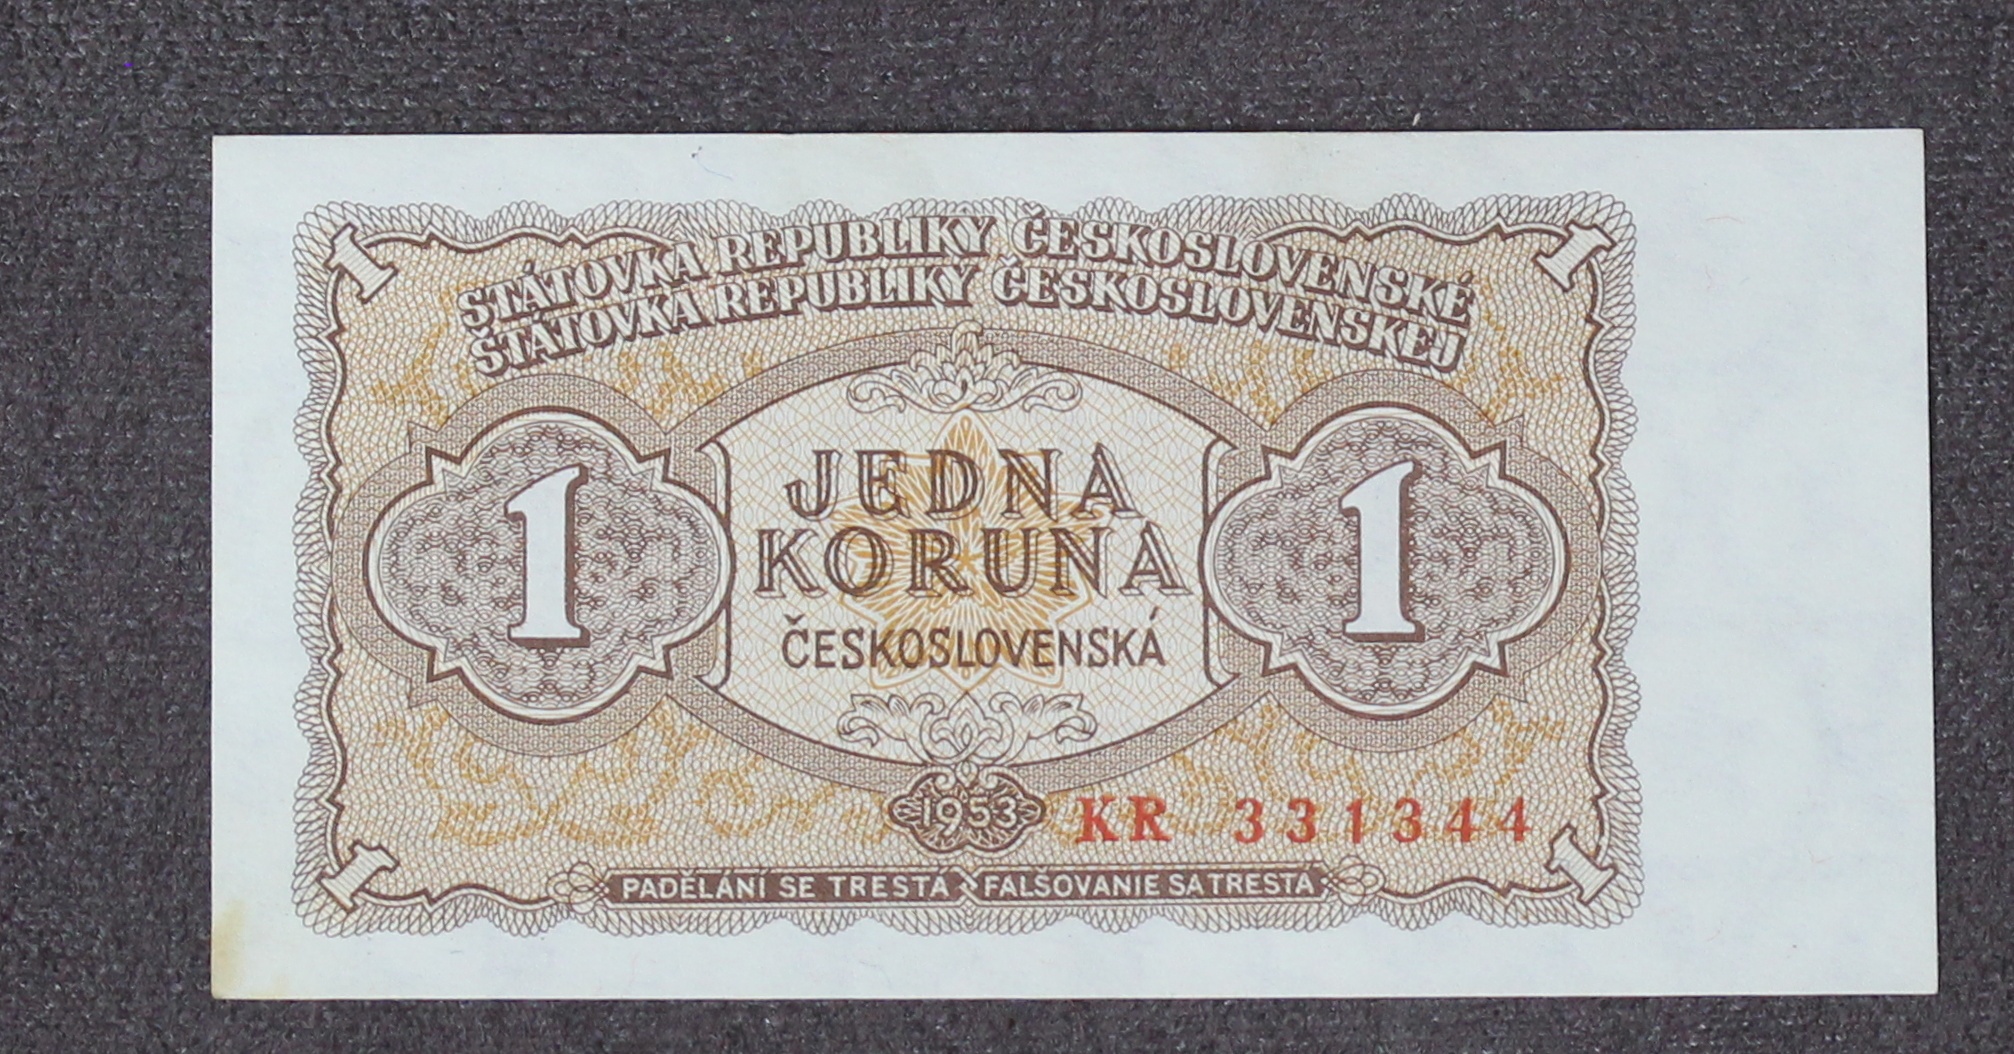 1 1
STÁTOVKA REPUBLIKY ČESKOSLOVENSKÉ
ŠTÁTOVKA REPUBLIKY ČESKOSLOVENSKEJ
JEDNA
1 KORUNA 1
ČESKOSLOVENSKÁ
1953 KR 331344
1 1
PADĚLÁNÍ SE TRESTÁ FALŠOVANIE SA TRESTÁ